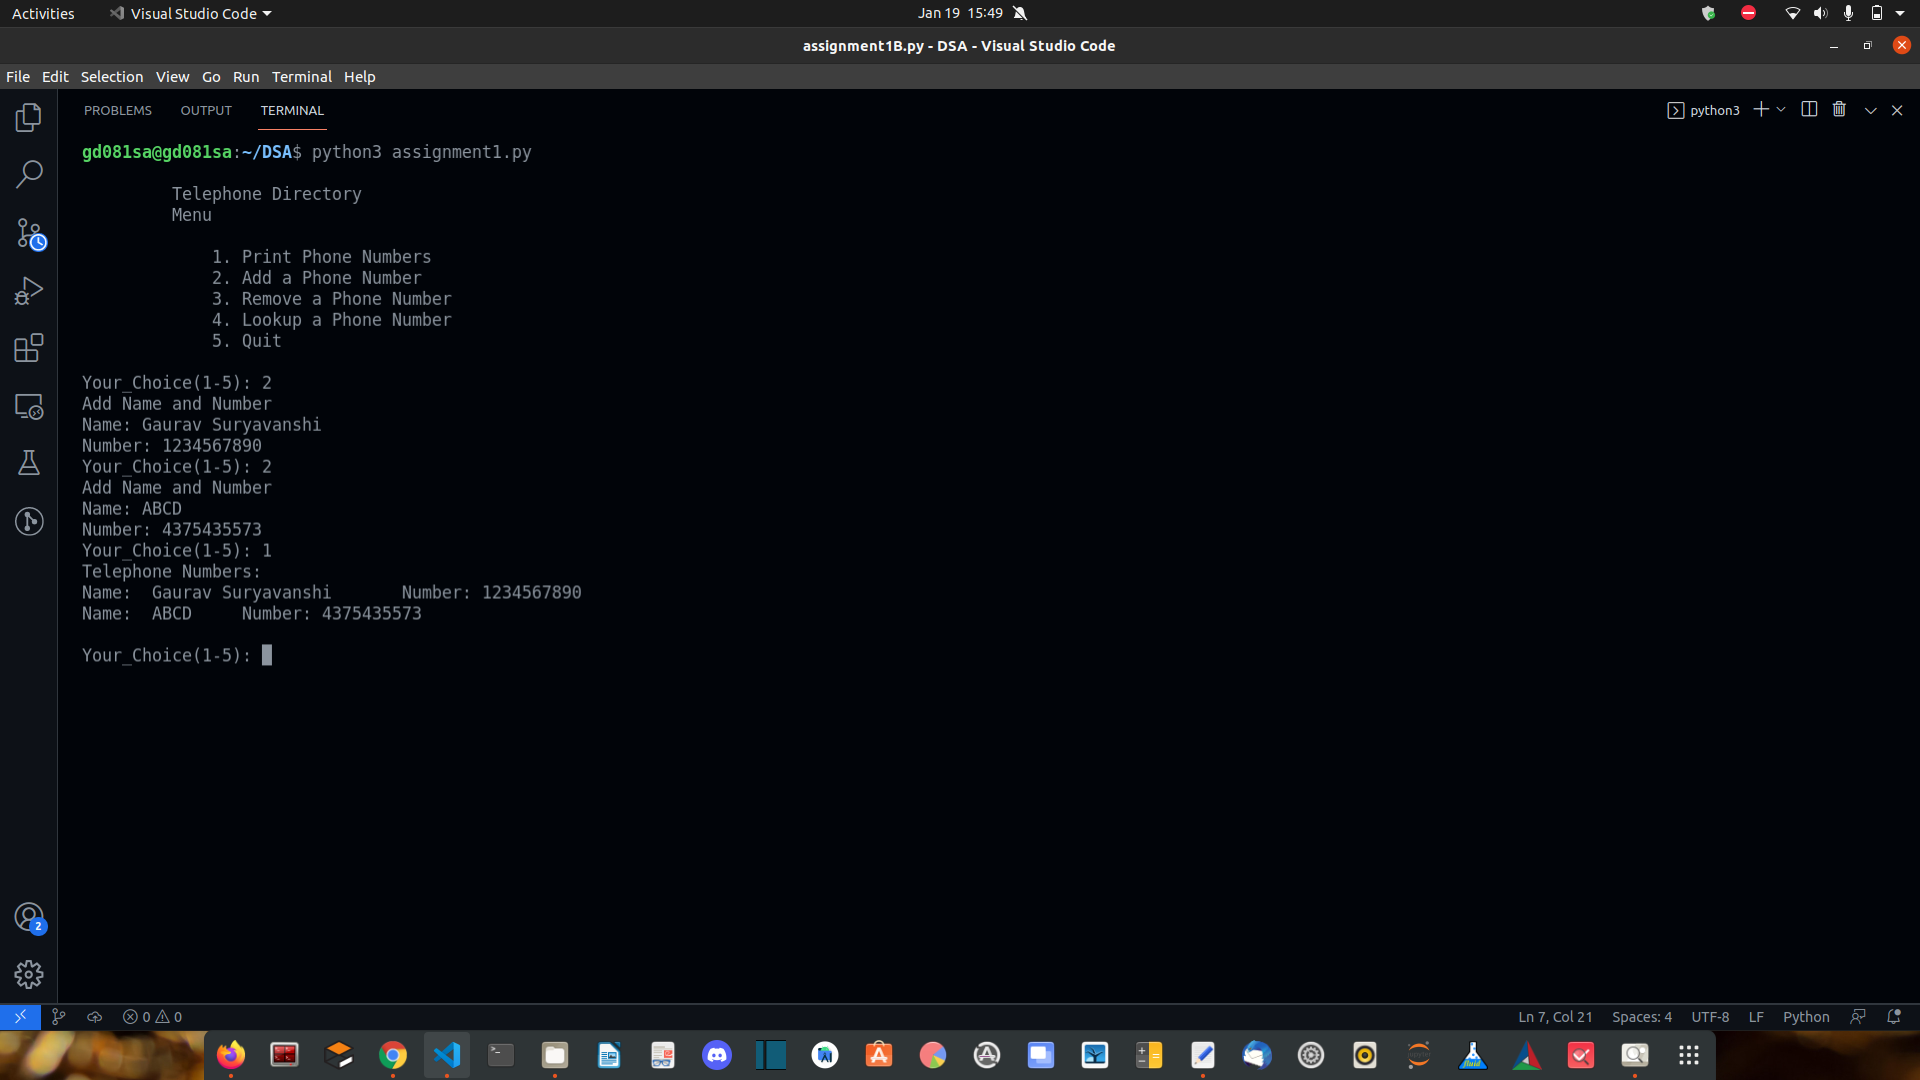 Activities Visual Studio Code Jan 19 15:49
assignment1B.py - DSA - Visual Studio Code
File Edit Selection View Go Run Terminal Help
PROBLEMS OUTPUT TERMINAL python3
gd081sa@gd081sa:~/DSA$ python3 assignment1.py
Telephone Directory
Menu
1. Print Phone Numbers
2. Add a Phone Number
3. Remove a Phone Number
4. Lookup a Phone Number
5. Quit
Your_Choice(1-5): 2
Add Name and Number
Name: Gaurav Suryavanshi
Number: 1234567890
Your_Choice(1-5): 2
Add Name and Number
Name: ABCD
Number: 4375435573
Your_Choice(1-5): 1
Telephone Numbers:
Name: Gaurav Suryavanshi Number: 1234567890
Name: ABCD Number: 4375435573
Your_Choice(1-5):
2
0 0 Ln 7, Col 21 Spaces: 4 UTF-8 LF Python